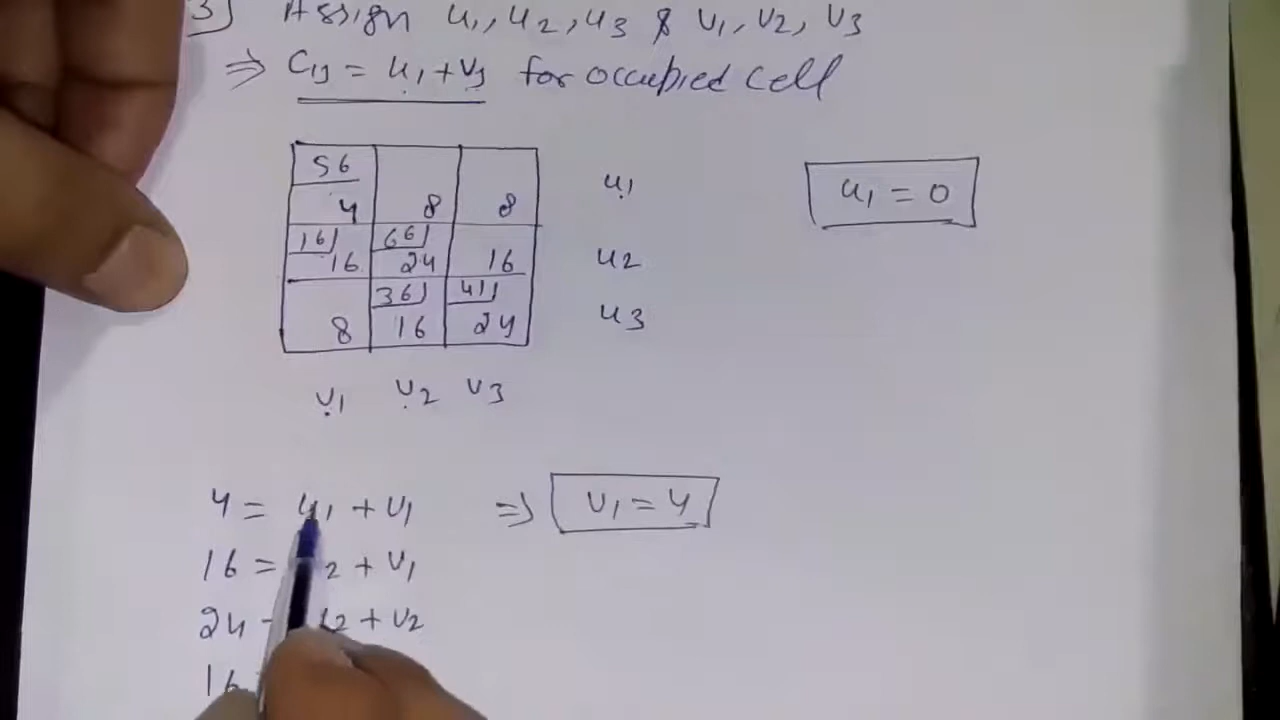 3) Assign u1, u2, u3 & v1, v2, v3
⇒ Cij = ui + vj for occupied cell
56
4 8 8 u1
u1 = 0
16 66
16 24 16 u2
36 41
8 16 24 u3
v1 v2 v3
4 = u1 + v1 ⇒ v1 = 4
16 = 2 + v1
24 2 + v2
16